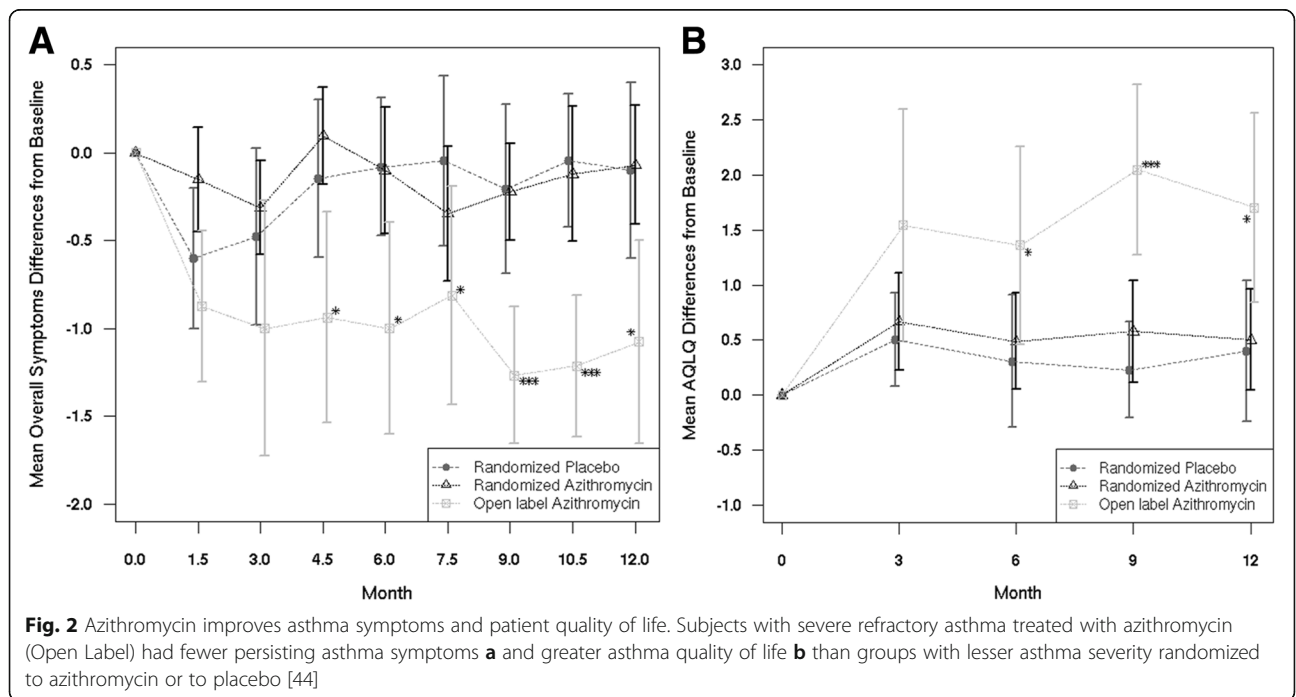 A
Mean Overall Symptoms Differences from Baseline
0.5
0.0
-0.5
-1.0
-1.5
-2.0
*
*
*
***
***
*
Randomized Placebo
Randomized Azithromycin
Open label Azithromycin
0.0 1.5 3.0 4.5 6.0 7.5 9.0 10.5 12.0
Month
B
Mean AQLQ Differences from Baseline
3.0
2.5
2.0
1.5
1.0
0.5
0.0
-0.5
-1.0
*
***
*
Randomized Placebo
Randomized Azithromycin
Open label Azithromycin
0 3 6 9 12
Month
Fig. 2 Azithromycin improves asthma symptoms and patient quality of life. Subjects with severe refractory asthma treated with azithromycin
(Open Label) had fewer persisting asthma symptoms a and greater asthma quality of life b than groups with lesser asthma severity randomized
to azithromycin or to placebo [44]